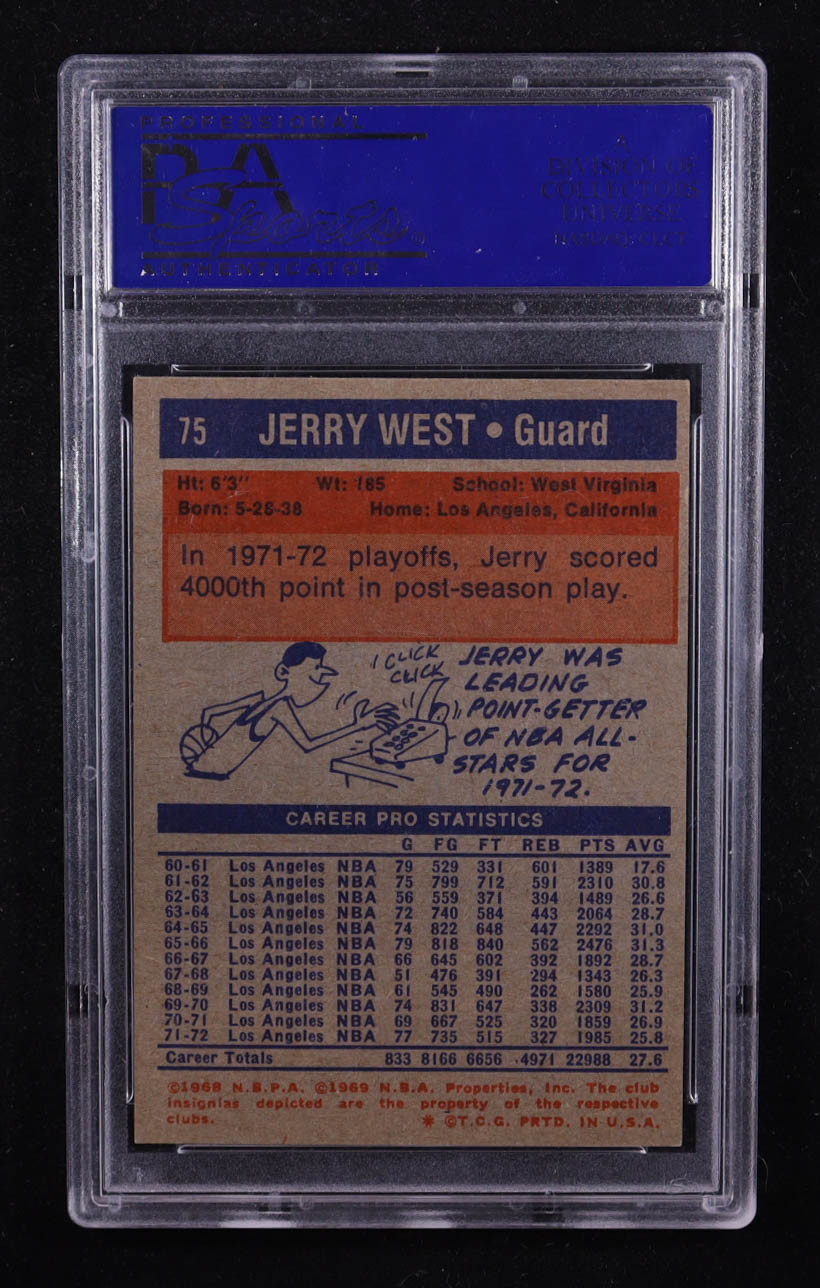 PROFESSIONAL
PSA
Sports
AUTHENTICATOR
A
DIVISION OF
COLLECTORS
UNIVERSE
NASDAQ: CLCT
75 JERRY WEST • Guard
Ht: 6'3" Wt: 185 School: West Virginia
Born: 5-28-38 Home: Los Angeles, California
In 1971-72 playoffs, Jerry scored
4000th point in post-season play.
CLICK
CLICK
JERRY WAS
LEADING
POINT-GETTER
OF NBA ALL-
STARS FOR
1971-72.
CAREER PRO STATISTICS
G FG FT REB PTS AVG
60-61 Los Angeles NBA 79 529 331 601 1389 17.6
61-62 Los Angeles NBA 75 799 712 591 2310 30.8
62-63 Los Angeles NBA 56 559 371 394 1489 26.6
63-64 Los Angeles NBA 72 740 584 443 2064 28.7
64-65 Los Angeles NBA 74 822 648 447 2292 31.0
65-66 Los Angeles NBA 79 818 840 562 2476 31.3
66-67 Los Angeles NBA 66 645 602 392 1892 28.7
67-68 Los Angeles NBA 51 476 391 294 1343 26.3
68-69 Los Angeles NBA 61 545 490 262 1580 25.9
69-70 Los Angeles NBA 74 831 647 338 2309 31.2
70-71 Los Angeles NBA 69 667 525 320 1859 26.9
71-72 Los Angeles NBA 77 735 515 327 1985 25.8
Career Totals 833 8166 6656 4971 22988 27.6
©1968 N.B.P.A. ©1969 N.B.A. Properties, Inc. The club
insignias depicted are the property of the respective
clubs. * ©T.C.G. PRTD. IN U.S.A.